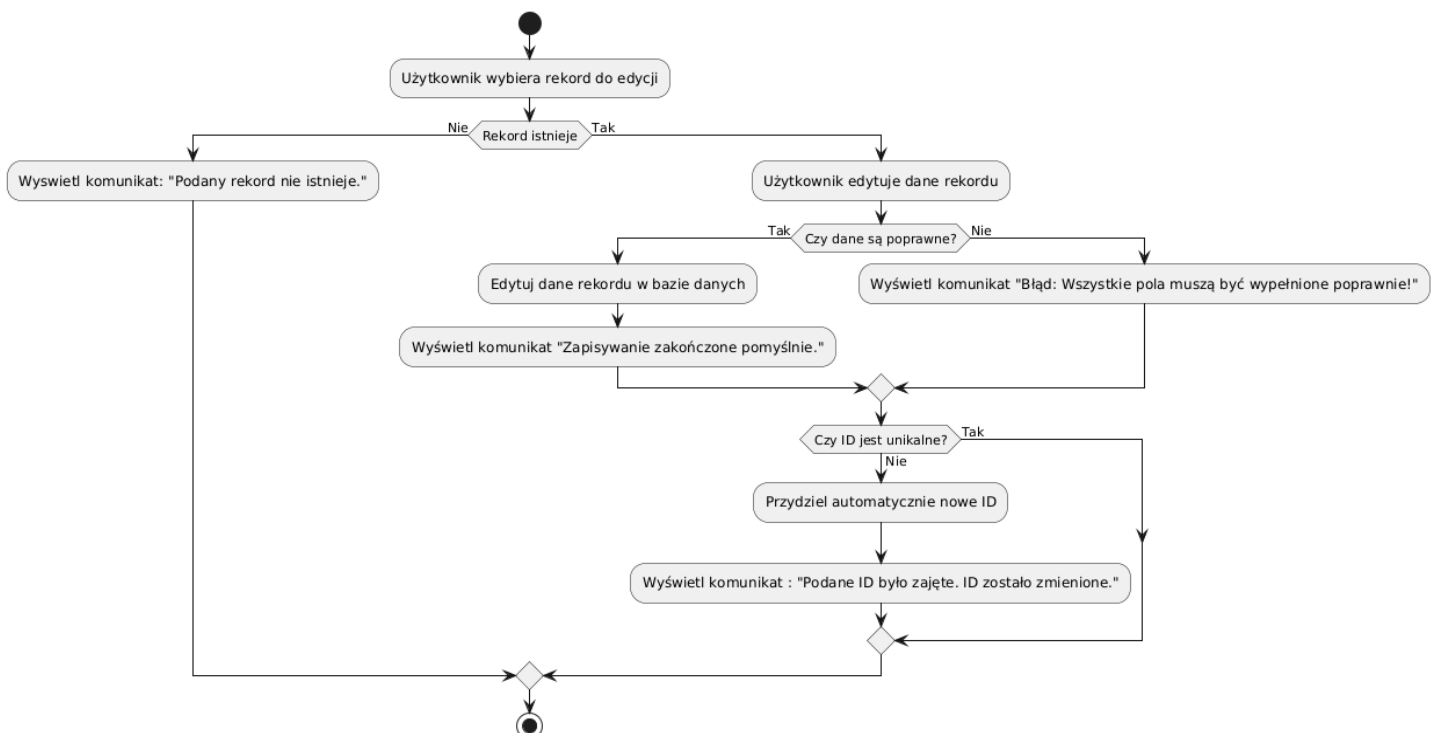 Użytkownik wybiera rekord do edycji
Nie
Rekord istnieje
Tak
Wyswietl komunikat: "Podany rekord nie istnieje."
Użytkownik edytuje dane rekordu
Tak
Czy dane są poprawne?
Nie
Edytuj dane rekordu w bazie danych
Wyświetl komunikat "Błąd: Wszystkie pola muszą być wypełnione poprawnie!"
Wyświetl komunikat "Zapisywanie zakończone pomyślnie."
Czy ID jest unikalne?
Tak
Nie
Przydziel automatycznie nowe ID
Wyświetl komunikat : "Podane ID było zajęte. ID zostało zmienione."